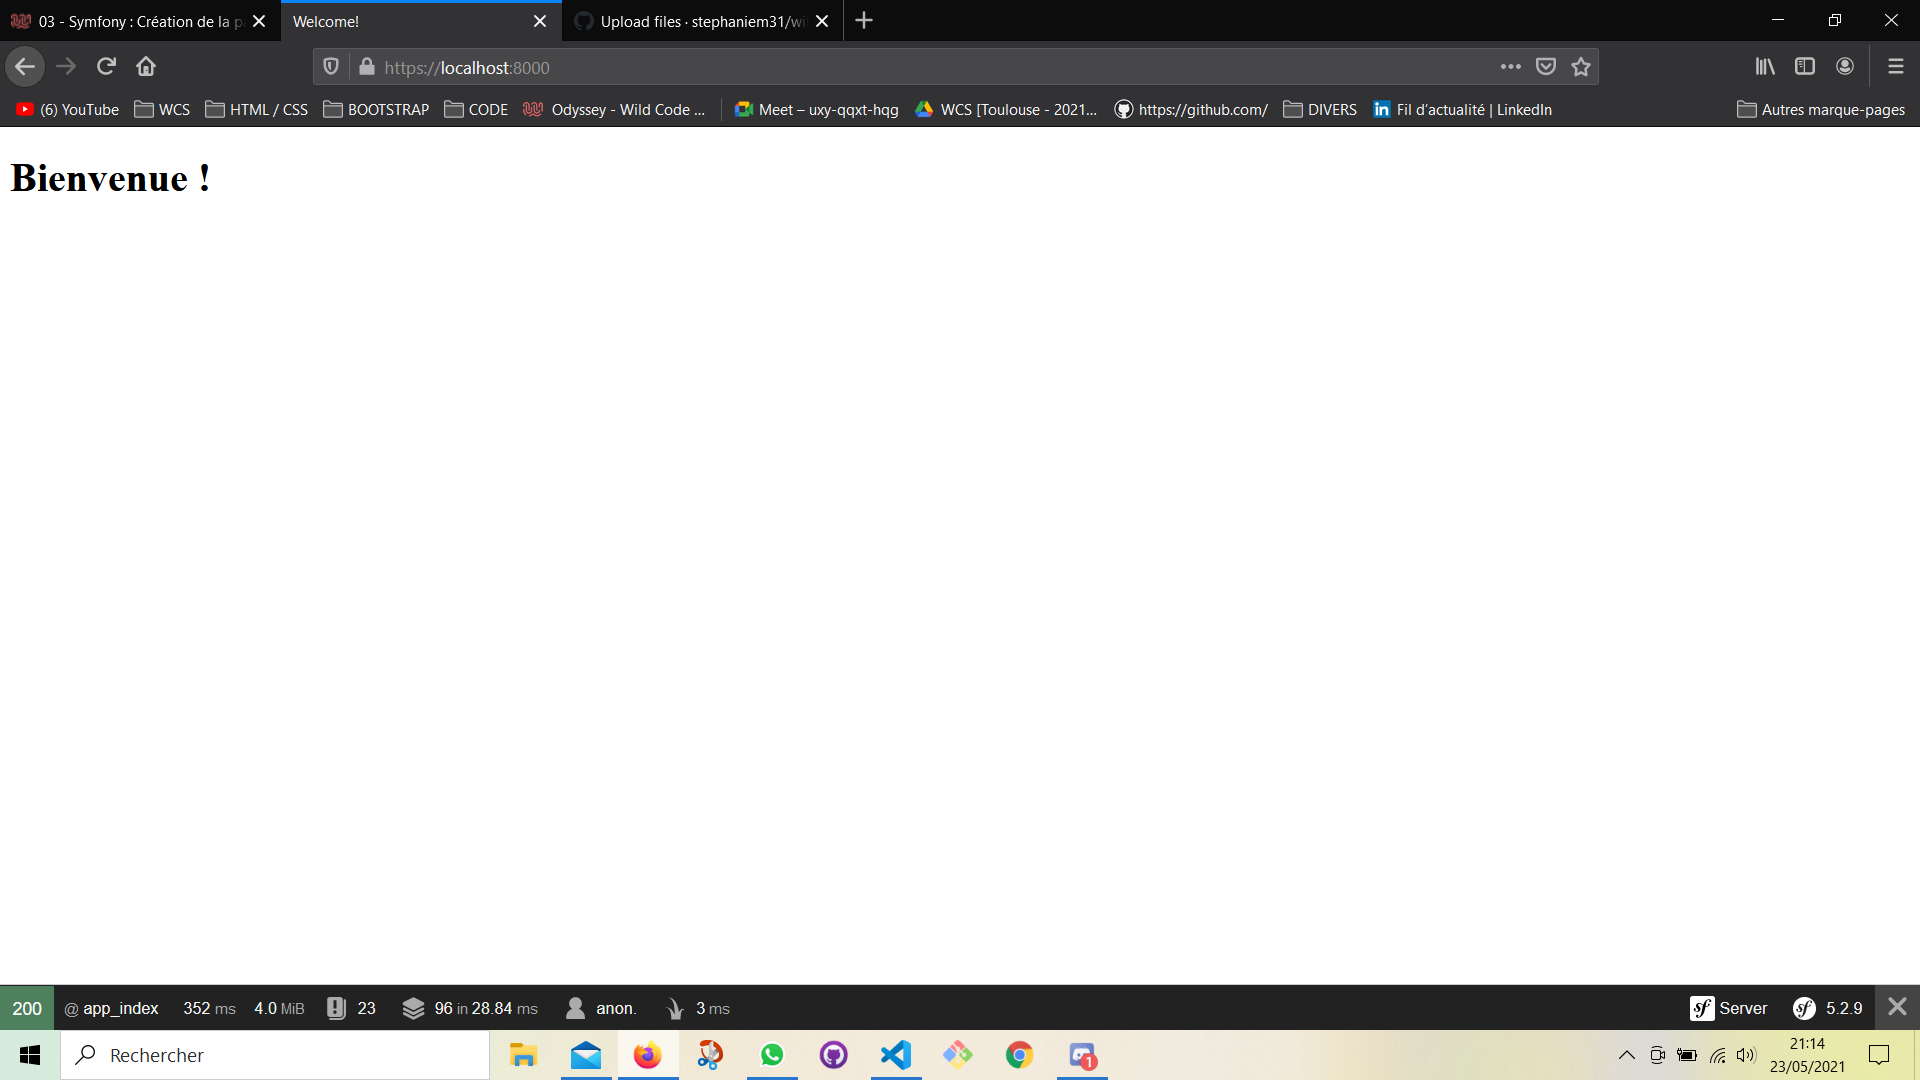 03 - Symfony : Création de la p
Welcome!
Upload files · stephaniem31/wi
https://localhost:8000
(6) YouTube
WCS
HTML / CSS
BOOTSTRAP
CODE
Odyssey - Wild Code ...
Meet – uxy-qqxt-hqg
WCS [Toulouse - 2021...
https://github.com/
DIVERS
Fil d’actualité | LinkedIn
Autres marque-pages
Bienvenue !
200 @ app_index 352 ms 4.0 MiB 23 96 in 28.84 ms anon. 3 ms sf Server sf 5.2.9
Rechercher
1
21:14
23/05/2021